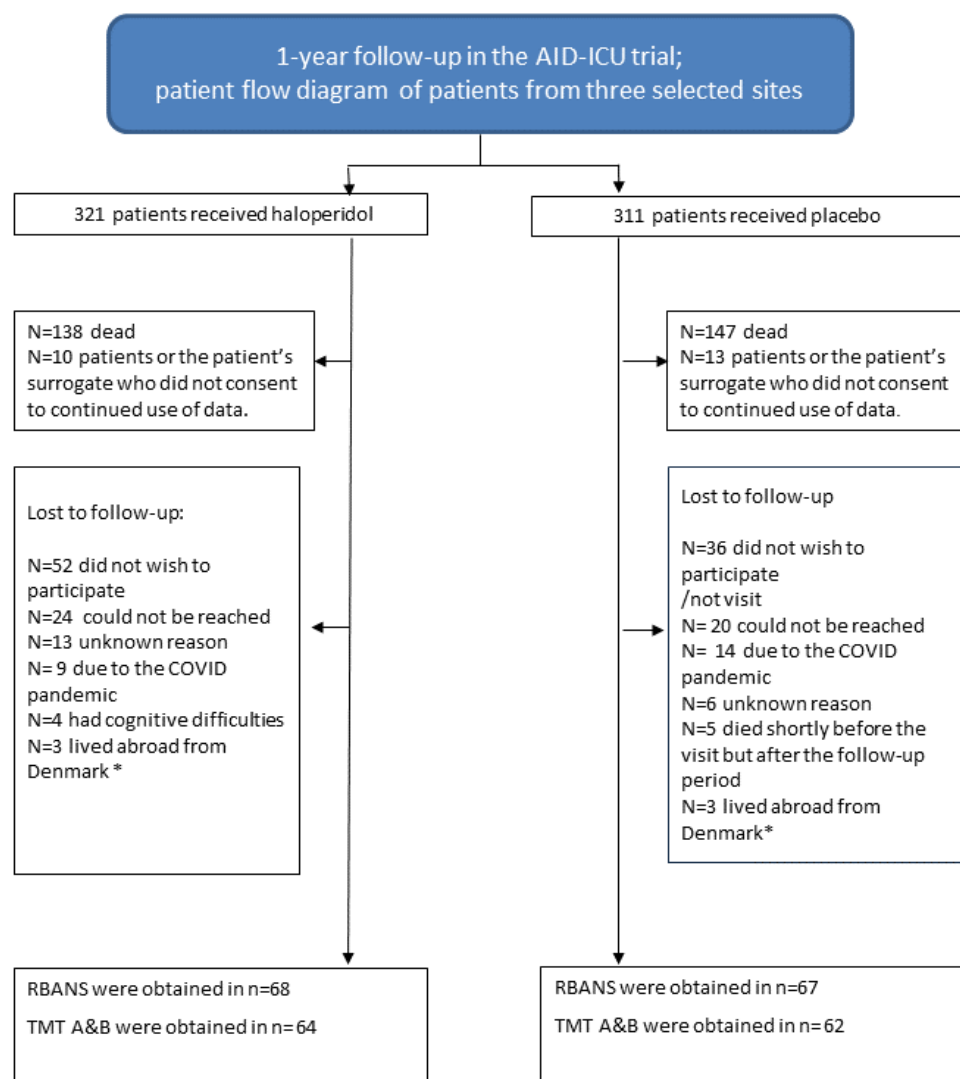 1-year follow-up in the AID-ICU trial;
patient flow diagram of patients from three selected sites
321 patients received haloperidol
311 patients received placebo
N=138 dead
N=10 patients or the patient's
surrogate who did not consent
to continued use of data.
N=147 dead
N=13 patients or the patient's
surrogate who did not consent
to continued use of data.
Lost to follow-up:
N=52 did not wish to
participate
N=24 could not be reached
N=13 unknown reason
N= 9 due to the COVID
pandemic
N=4 had cognitive difficulties
N=3 lived abroad from
Denmark *
Lost to follow-up
N=36 did not wish to
participate
/not visit
N= 20 could not be reached
N= 14 due to the COVID
pandemic
N=6 unknown reason
N=5 died shortly before the
visit but after the follow-up
period
N=3 lived abroad from
Denmark*
RBANS were obtained in n=68
TMT A&B were obtained in n=64
RBANS were obtained in n=67
TMT A&B were obtained in n=62